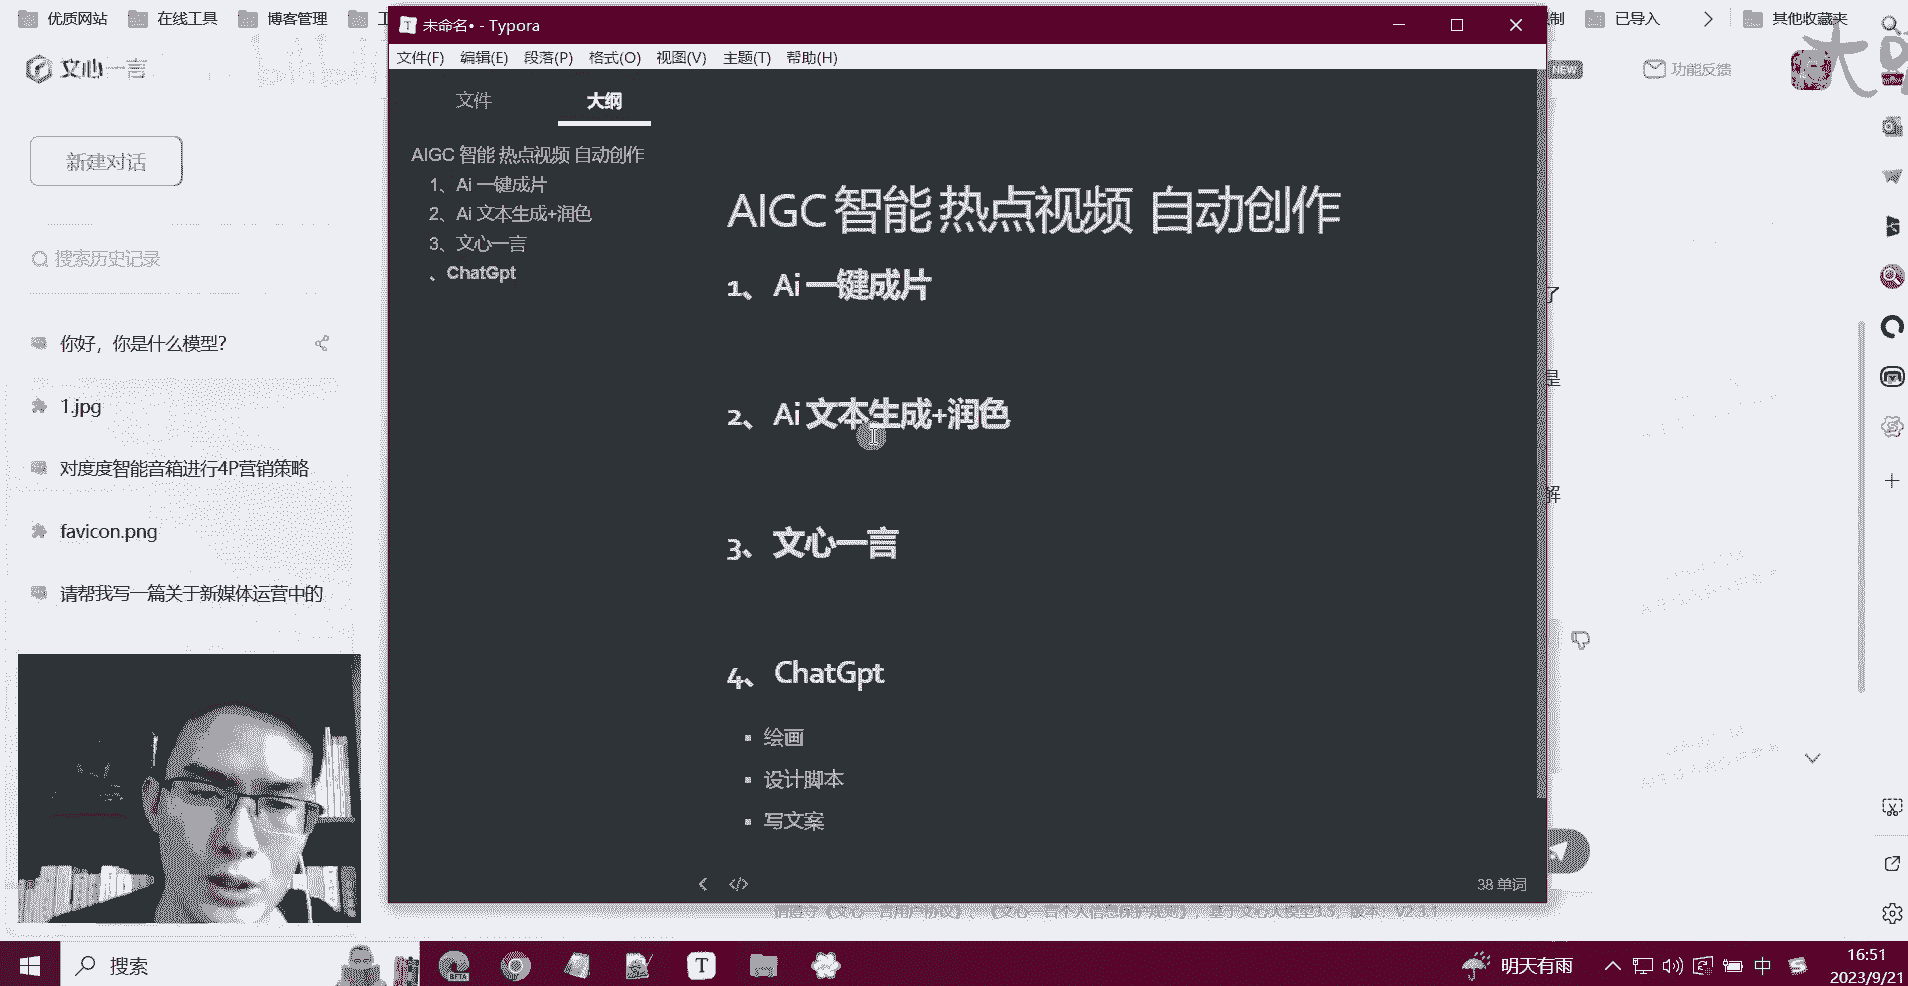 优质网站
在线工具
博客管理
已导入
其他收藏夹
未命名• - Typora
文件(F) 编辑(E) 段落(P) 格式(O) 视图(V) 主题(T) 帮助(H)
文心一言
NEW
功能反馈
新建对话
搜索历史记录
你好，你是什么模型?
1.jpg
对度度智能音箱进行4P营销策略
favicon.png
请帮我写一篇关于新媒体运营中的
文件
大纲
AIGC 智能 热点视频 自动创作
1、Ai 一键成片
2、Ai 文本生成+润色
3、文心一言
、ChatGpt
AIGC 智能 热点视频 自动创作
1、 Ai 一键成片
2、 Ai 文本生成+润色
3、 文心一言
4、 ChatGpt
绘画
设计脚本
写文案
</>
38 单词
搜索
BETA
T
明天有雨
中
16:51
2023/9/21